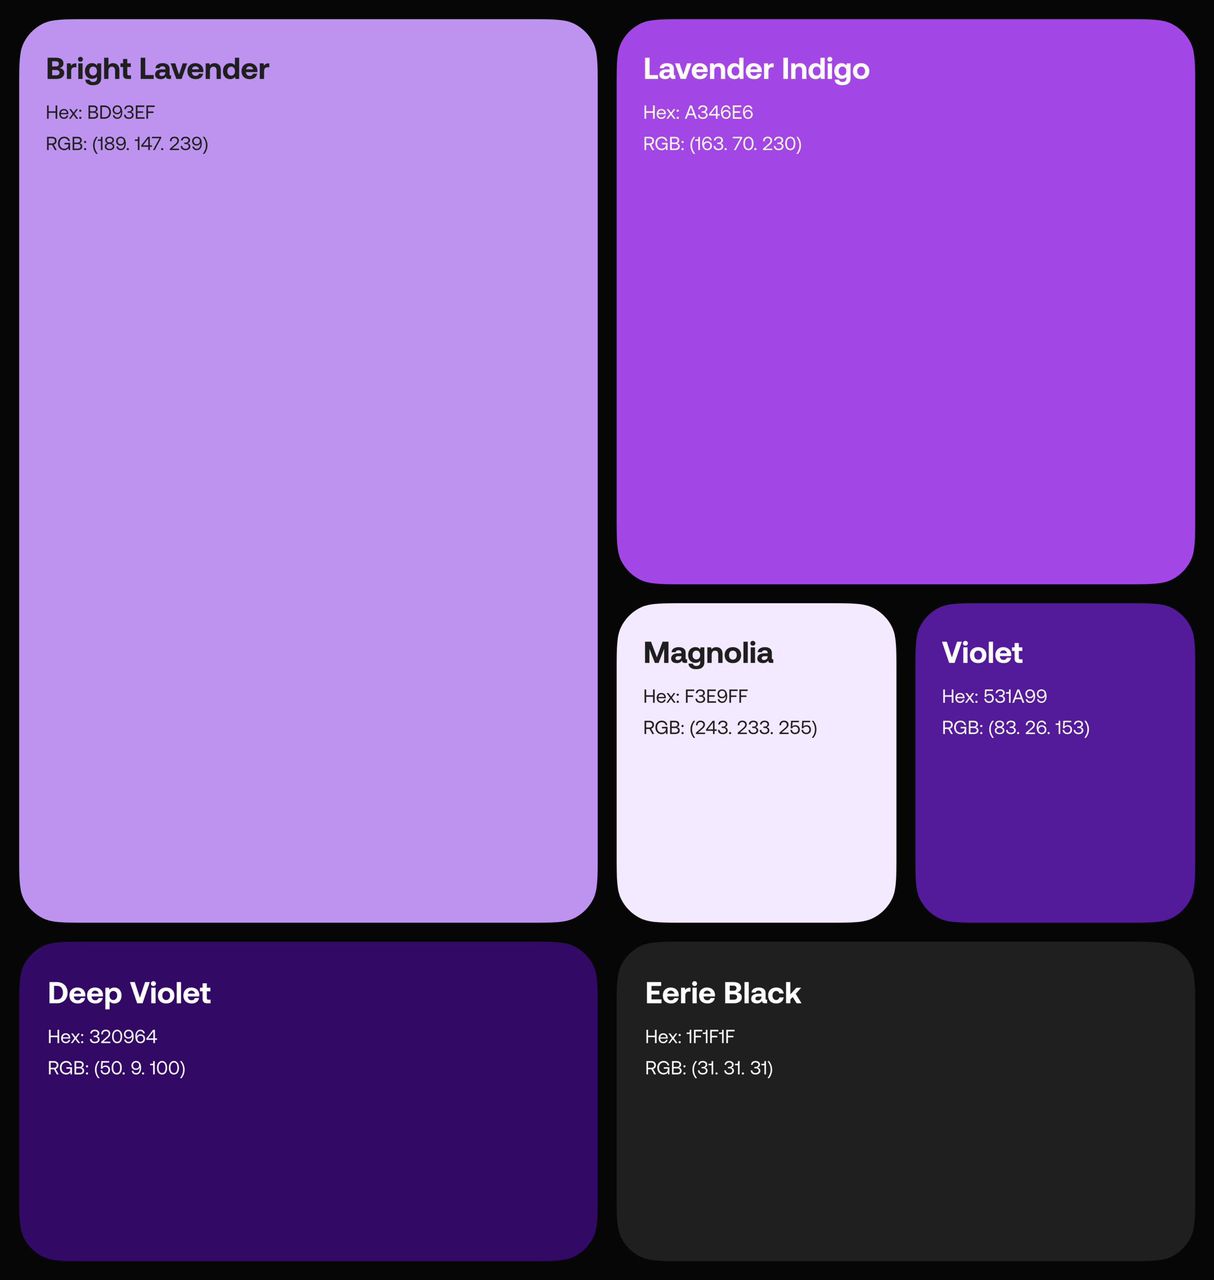 Bright Lavender
Hex: BD93EF
RGB: (189. 147. 239)
Lavender Indigo
Hex: A346E6
RGB: (163. 70. 230)
Magnolia
Hex: F3E9FF
RGB: (243. 233. 255)
Violet
Hex: 531A99
RGB: (83. 26. 153)
Deep Violet
Hex: 320964
RGB: (50. 9. 100)
Eerie Black
Hex: 1F1F1F
RGB: (31. 31. 31)